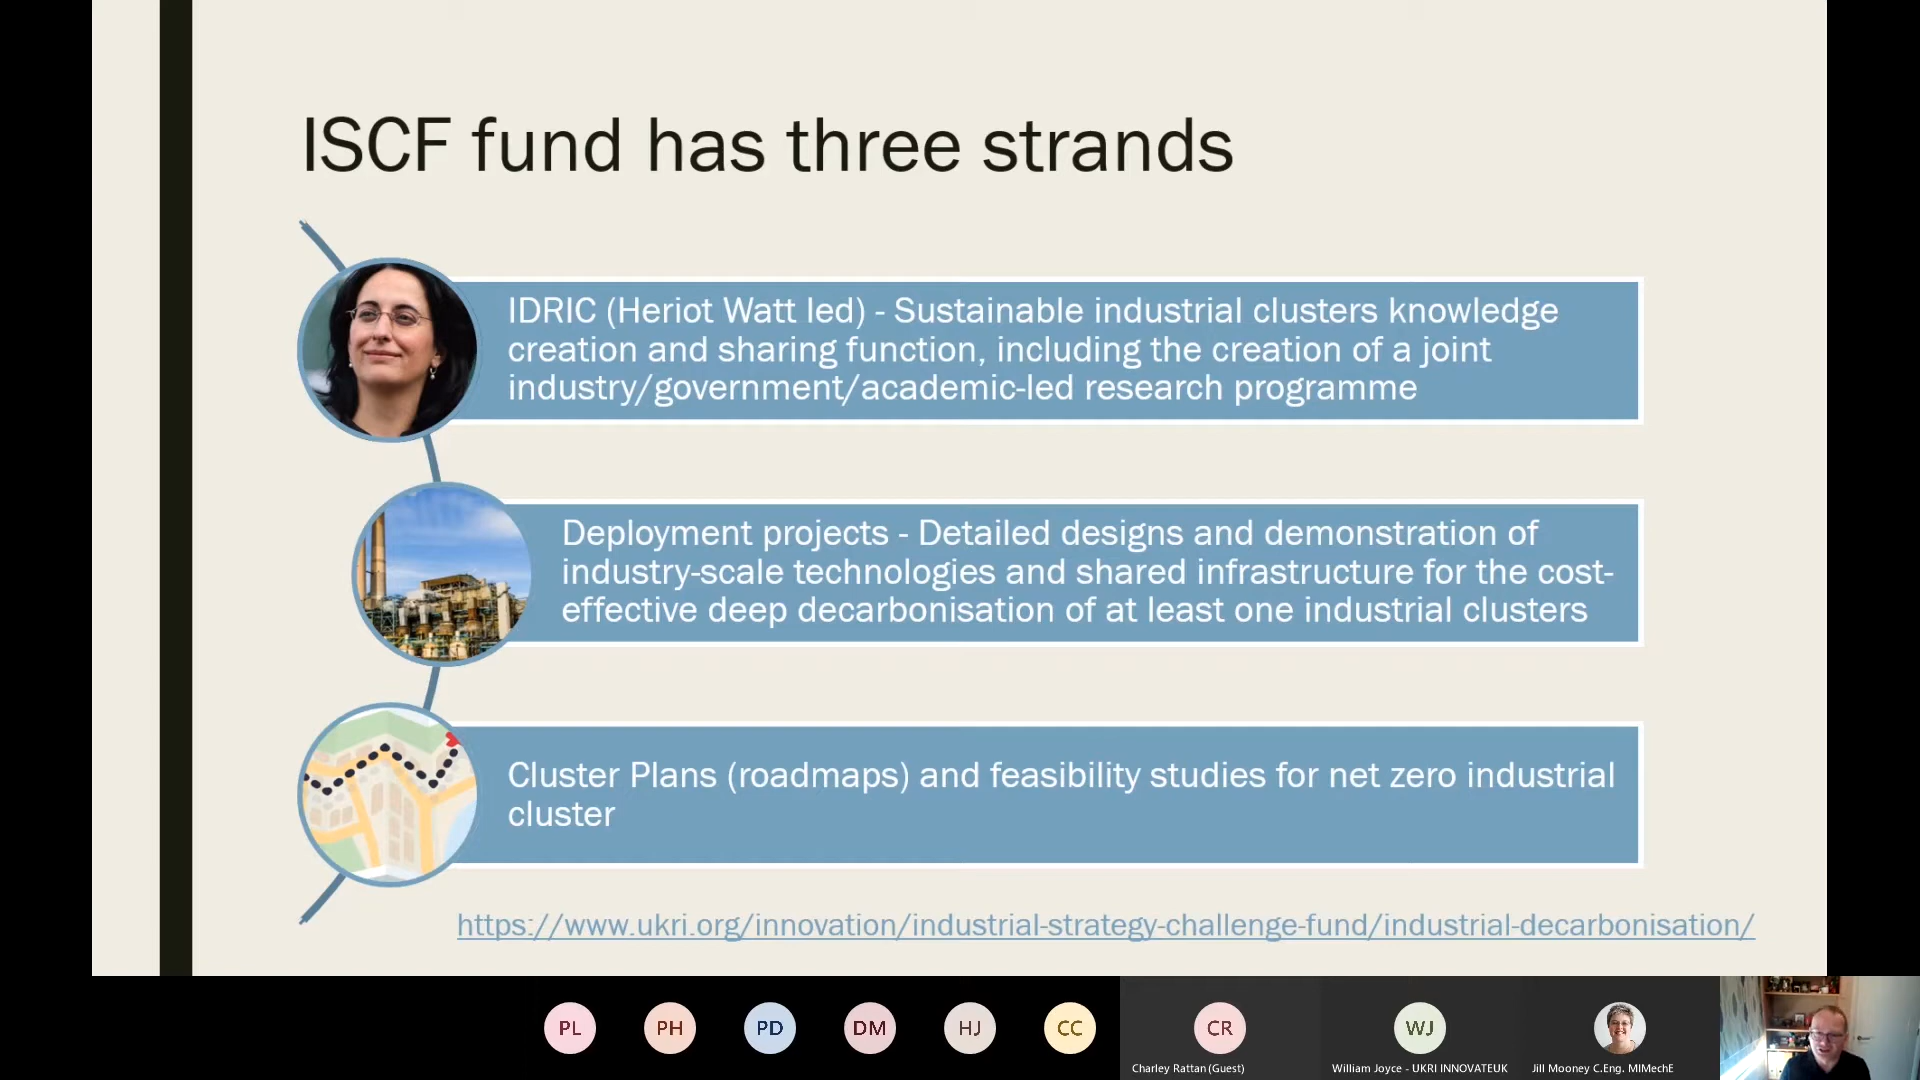 ISCF fund has three strands
IDRIC (Heriot Watt led) - Sustainable industrial clusters knowledge
creation and sharing function, including the creation of a joint
industry/government/academic-led research programme
Deployment projects - Detailed designs and demonstration of
industry-scale technologies and shared infrastructure for the cost-
effective deep decarbonisation of at least one industrial clusters
Cluster Plans (roadmaps) and feasibility studies for net zero industrial
cluster
https://www.ukri.org/innovation/industrial-strategy-challenge-fund/industrial-decarbonisation/
PL
PH
PD
DM
HJ
CC
CR
WJ
Charley Rattan (Guest)
William Joyce - UKRI INNOVATEUK
Jill Mooney C.Eng. MIMechE